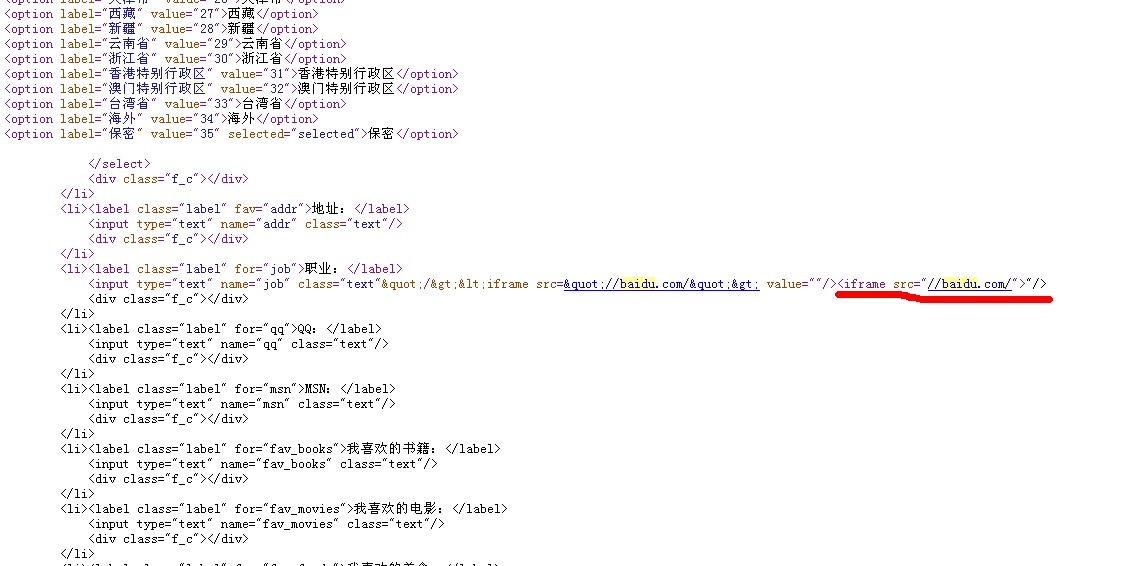 <option label="西藏" value="27">西藏</option>
<option label="新疆" value="28">新疆</option>
<option label="云南省" value="29">云南省</option>
<option label="浙江省" value="30">浙江省</option>
<option label="香港特别行政区" value="31">香港特别行政区</option>
<option label="澳门特别行政区" value="32">澳门特别行政区</option>
<option label="台湾省" value="33">台湾省</option>
<option label="海外" value="34">海外</option>
<option label="保密" value="35" selected="selected">保密</option>
</select>
<div class="f_c"></div>
</li>
<li><label class="label" fav="addr">地址：</label>
<input type="text" name="addr" class="text"/>
<div class="f_c"></div>
</li>
<li><label class="label" for="job">职业：</label>
<input type="text" name="job" class="text"&quot;/&gt;&lt;iframe src=&quot;//baidu.com/&quot;&gt; value=""/><iframe src="//baidu.com/">"/>
<div class="f_c"></div>
</li>
<li><label class="label" for="qq">QQ：</label>
<input type="text" name="qq" class="text"/>
<div class="f_c"></div>
</li>
<li><label class="label" for="msn">MSN：</label>
<input type="text" name="msn" class="text"/>
<div class="f_c"></div>
</li>
<li><label class="label" for="fav_books">我喜欢的书籍：</label>
<input type="text" name="fav_books" class="text"/>
<div class="f_c"></div>
</li>
<li><label class="label" for="fav_movies">我喜欢的电影：</label>
<input type="text" name="fav_movies" class="text"/>
<div class="f_c"></div>
</li>